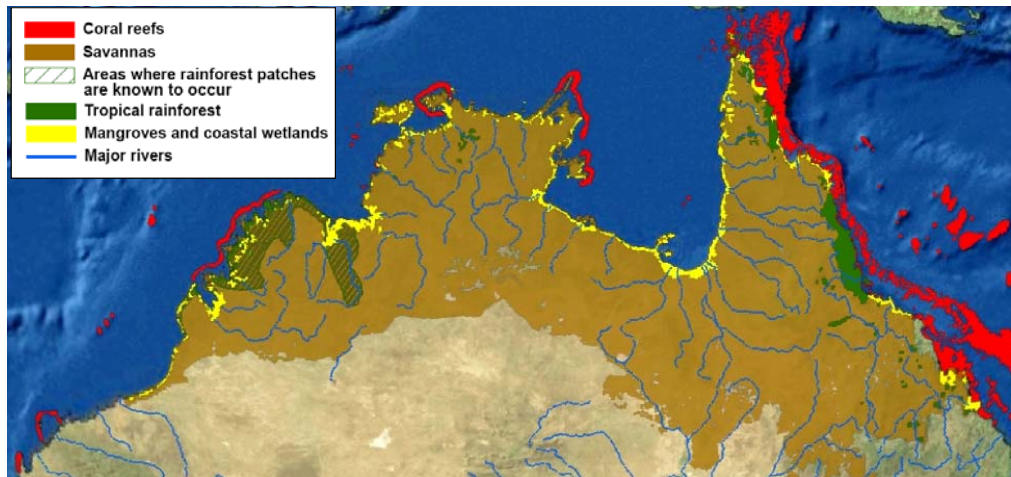 Coral reefs
Savannas
Areas where rainforest patches
are known to occur
Tropical rainforest
Mangroves and coastal wetlands
Major rivers